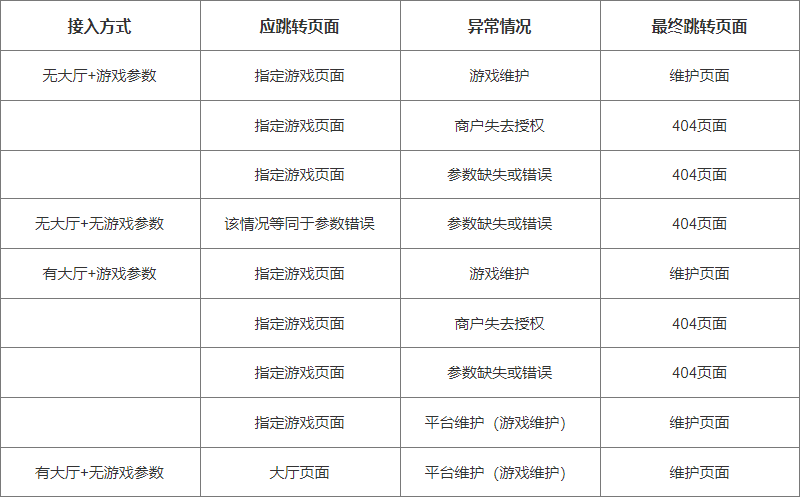 接入方式 应跳转页面 异常情况 最终跳转页面
无大厅+游戏参数 指定游戏页面 游戏维护 维护页面
指定游戏页面 商户失去授权 404页面
指定游戏页面 参数缺失或错误 404页面
无大厅+无游戏参数 该情况等同于参数错误 参数缺失或错误 404页面
有大厅+游戏参数 指定游戏页面 游戏维护 维护页面
指定游戏页面 商户失去授权 404页面
指定游戏页面 参数缺失或错误 404页面
指定游戏页面 平台维护（游戏维护） 维护页面
有大厅+无游戏参数 大厅页面 平台维护（游戏维护） 维护页面